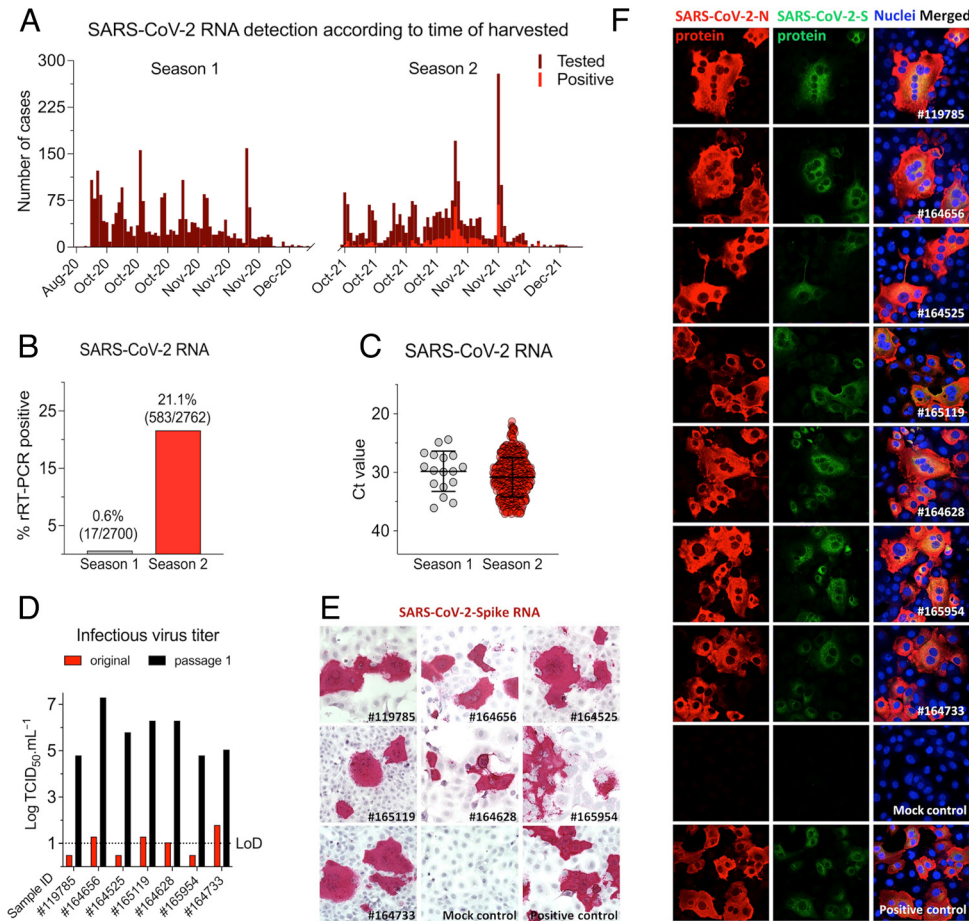 A
SARS-CoV-2 RNA detection according to time of harvested
Season 1
Season 2
Tested
Positive
Number of cases
300
225
150
75
0
Aug-20
Oct-20
Oct-20
Oct-20
Nov-20
Nov-20
Nov-20
Dec-20
Oct-21
Oct-21
Oct-21
Oct-21
Nov-21
Nov-21
Nov-21
Dec-21
B
SARS-CoV-2 RNA
% rRT-PCR positive
25
15
5
0.6%
(17/2700)
21.1%
(583/2762)
Season 1
Season 2
C
SARS-CoV-2 RNA
Ct value
20
30
40
Season 1
Season 2
D
Infectious virus titer
original
passage 1
Log TCID50.mL−1
7
5
4
2
1
LoD
Sample ID
#119785
#164656
#164525
#165119
#164628
#165954
#164733
E
SARS-CoV-2-Spike RNA
#119785
#164656
#164525
#165119
#164628
#165954
#164733
Mock control
Positive control
F
SARS-CoV-2-N
protein
SARS-CoV-2-S
protein
Nuclei Merged
#119785
#164656
#164525
#165119
#164628
#165954
#164733
Mock control
Positive control